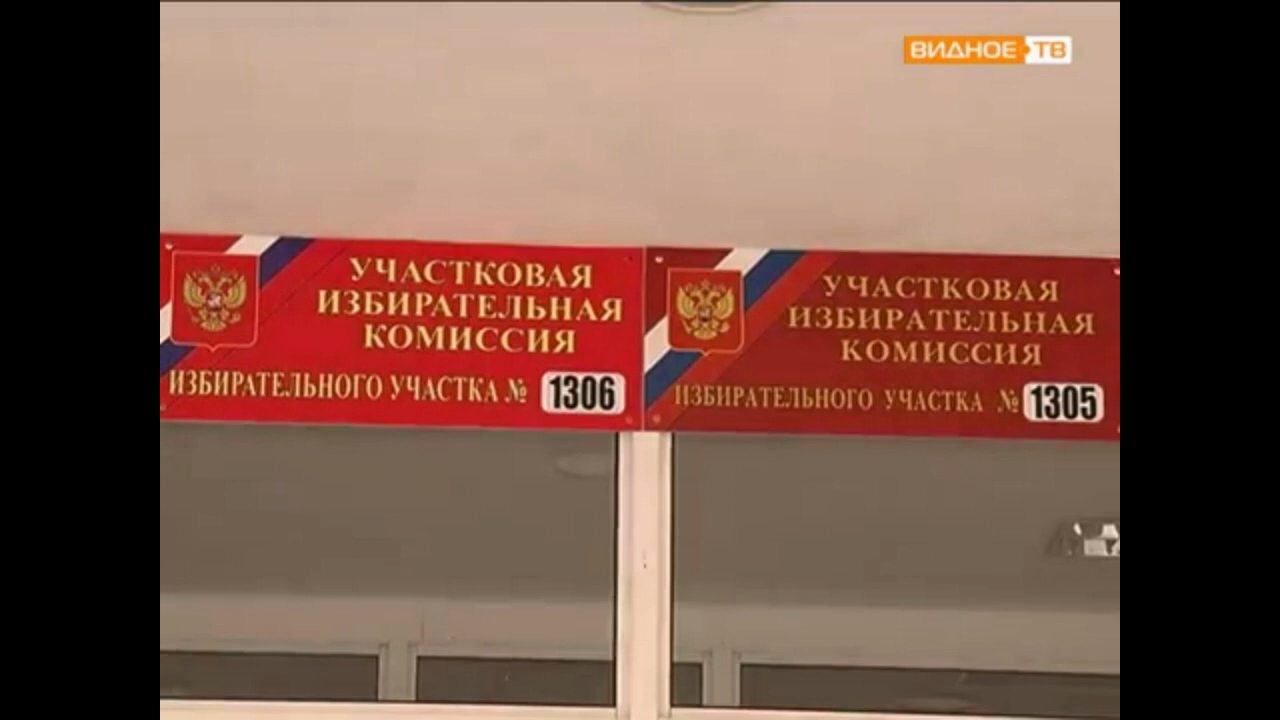 ВИДНОЕ ТВ
УЧАСТКОВАЯ
ИЗБИРАТЕЛЬНАЯ
КОМИССИЯ
ИЗБИРАТЕЛЬНОГО УЧАСТКА № 1306
УЧАСТКОВАЯ
ИЗБИРАТЕЛЬНАЯ
КОМИССИЯ
ИЗБИРАТЕЛЬНОГО УЧАСТКА № 1305